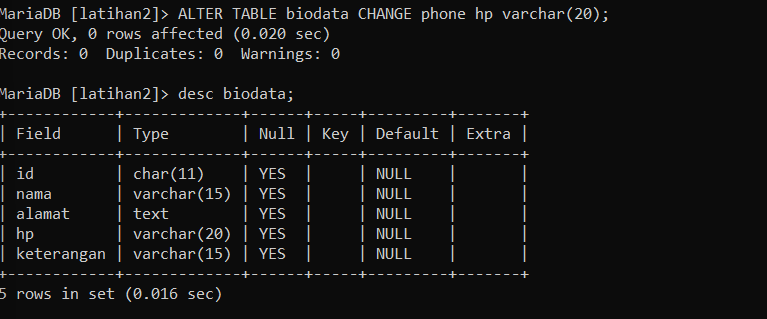 MariaDB [latihan2]> ALTER TABLE biodata CHANGE phone hp varchar(20);
Query OK, 0 rows affected (0.020 sec)
Records: 0  Duplicates: 0  Warnings: 0

MariaDB [latihan2]> desc biodata;
+------------+-------------+------+-----+---------+-------+
| Field      | Type        | Null | Key | Default | Extra |
+------------+-------------+------+-----+---------+-------+
| id         | char(11)    | YES  |     | NULL    |       |
| nama       | varchar(15) | YES  |     | NULL    |       |
| alamat     | text        | YES  |     | NULL    |       |
| hp         | varchar(20) | YES  |     | NULL    |       |
| keterangan | varchar(15) | YES  |     | NULL    |       |
+------------+-------------+------+-----+---------+-------+
5 rows in set (0.016 sec)